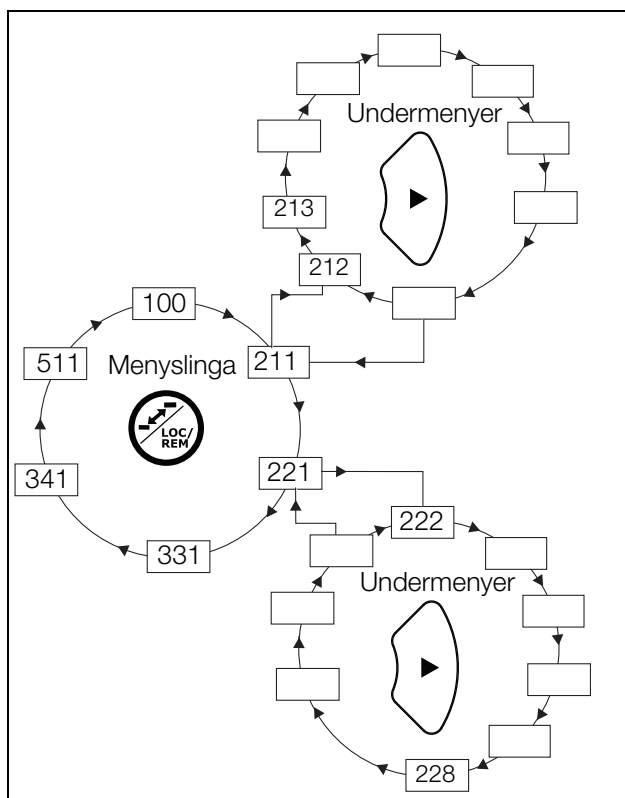 Undermenyer
213
212
100
511
Menyslinga
211
LOC/
REM
341
221
331
222
Undermenyer
228